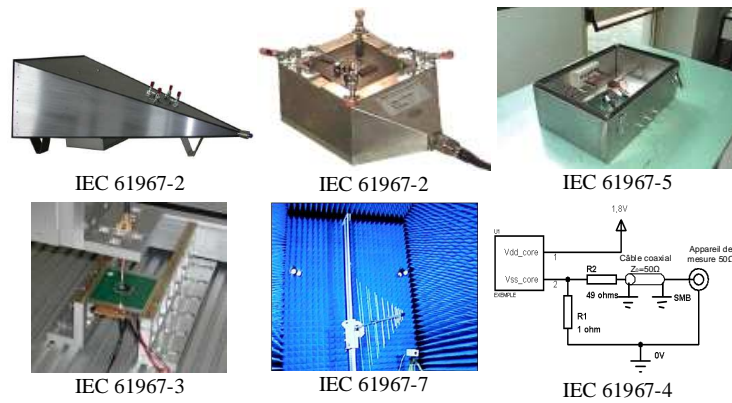 IEC 61967-2
IEC 61967-2
IEC 61967-5
IEC 61967-3
IEC 61967-7
1,8V
U1
Vdd_core
1
Vss_core
2
EXEMPLE
R2
49 ohms
R1
1 ohm
Câble coaxial
Z₀=50Ω
Appareil de
mesure 50Ω
SMB
0V
IEC 61967-4